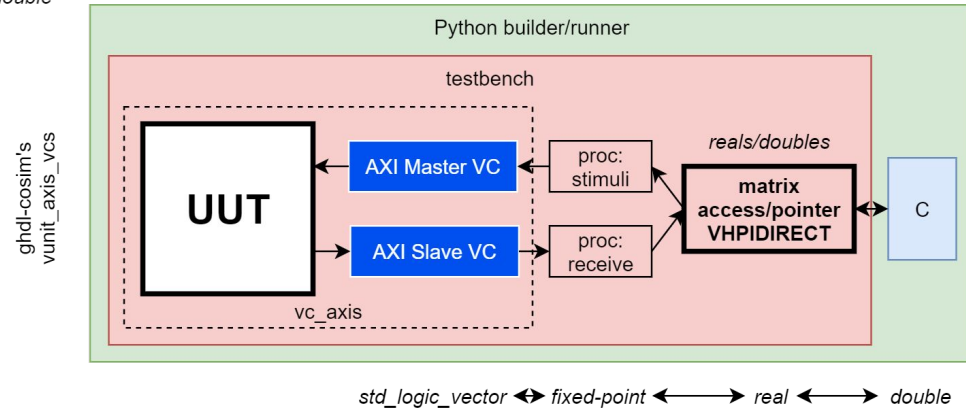 double
Python builder/runner
testbench
ghdl-cosim's
vunit_axis_vcs
UUT
AXI Master VC
AXI Slave VC
vc_axis
proc:
stimuli
proc:
receive
reals/doubles
matrix
access/pointer
VHPIDIRECT
C
std_logic_vector fixed-point real double